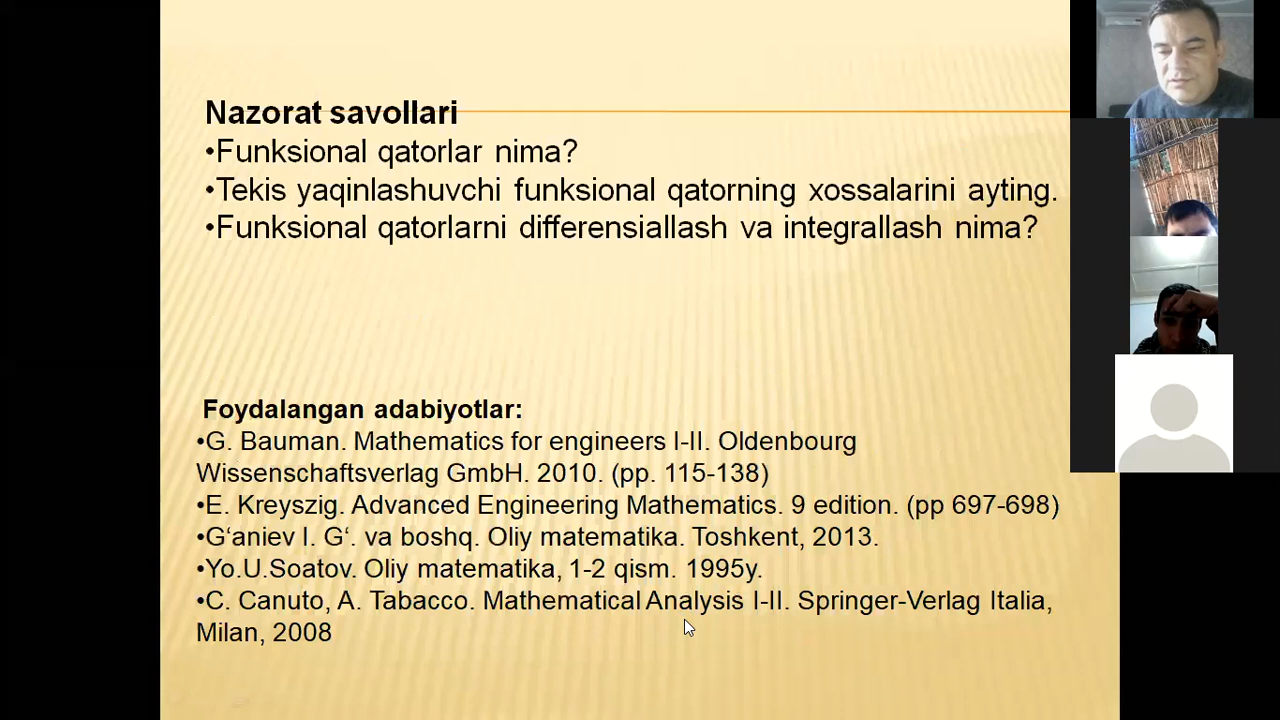 Nazorat savollari
•Funksional qatorlar nima?
•Tekis yaqinlashuvchi funksional qatorning xossalarini ayting.
•Funksional qatorlarni differensiallash va integrallash nima?
Foydalangan adabiyotlar:
•G. Bauman. Mathematics for engineers I-II. Oldenbourg
Wissenschaftsverlag GmbH. 2010. (pp. 115-138)
•E. Kreyszig. Advanced Engineering Mathematics. 9 edition. (pp 697-698)
•G‘aniev I. G‘. va boshq. Oliy matematika. Toshkent, 2013.
•Yo.U.Soatov. Oliy matematika, 1-2 qism. 1995y.
•C. Canuto, A. Tabacco. Mathematical Analysis I-II. Springer-Verlag Italia,
Milan, 2008